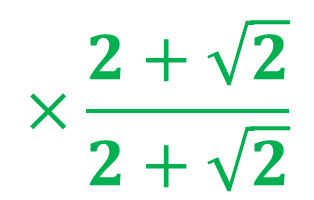 × (2 + √2) / (2 + √2)